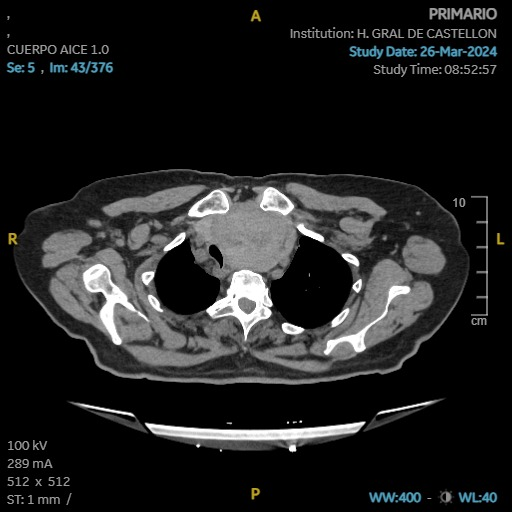 ,
,
CUERPO AICE 1.0
Se: 5 , Im: 43/376
A
PRIMARIO
Institution: H. GRAL DE CASTELLON
Study Date: 26-Mar-2024
Study Time: 08:52:57
R
L
10
cm
100 kV
289 mA
512 x 512
ST: 1 mm /
P
WW:400 - WL:40